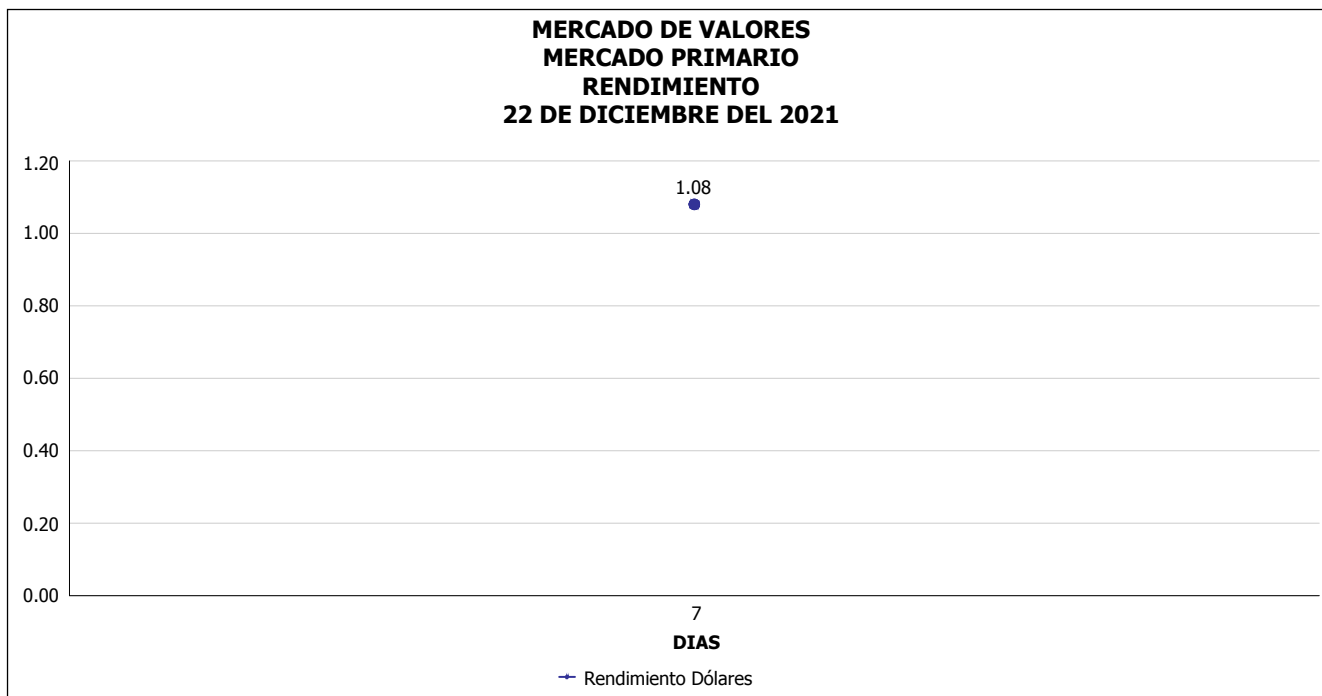 MERCADO DE VALORES
MERCADO PRIMARIO
RENDIMIENTO
22 DE DICIEMBRE DEL 2021
1.20
1.08
1.00
0.80
0.60
0.40
0.20
0.00
7
DIAS
Rendimiento Dólares